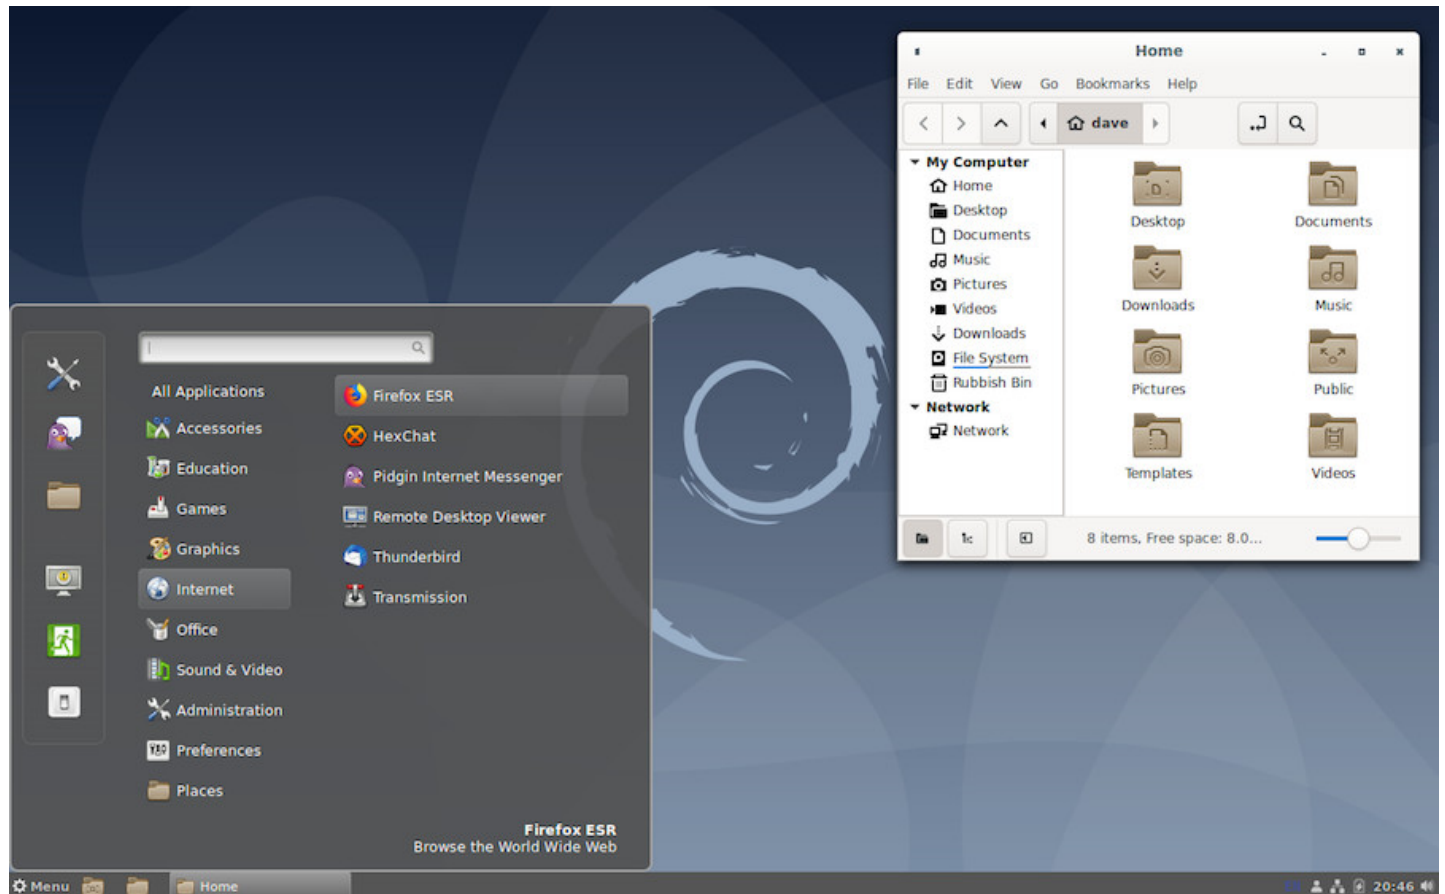 Home
File Edit View Go Bookmarks Help
dave
My Computer
Home
Desktop
Documents
Music
Pictures
Videos
Downloads
File System
Rubbish Bin
Network
Network
Desktop Documents
Downloads Music
Pictures Public
Templates Videos
8 items, Free space: 8.0...
All Applications
Accessories
Education
Games
Graphics
Internet
Office
Sound & Video
Administration
Preferences
Places
Firefox ESR
HexChat
Pidgin Internet Messenger
Remote Desktop Viewer
Thunderbird
Transmission
Firefox ESR
Browse the World Wide Web
Menu Home 20:46